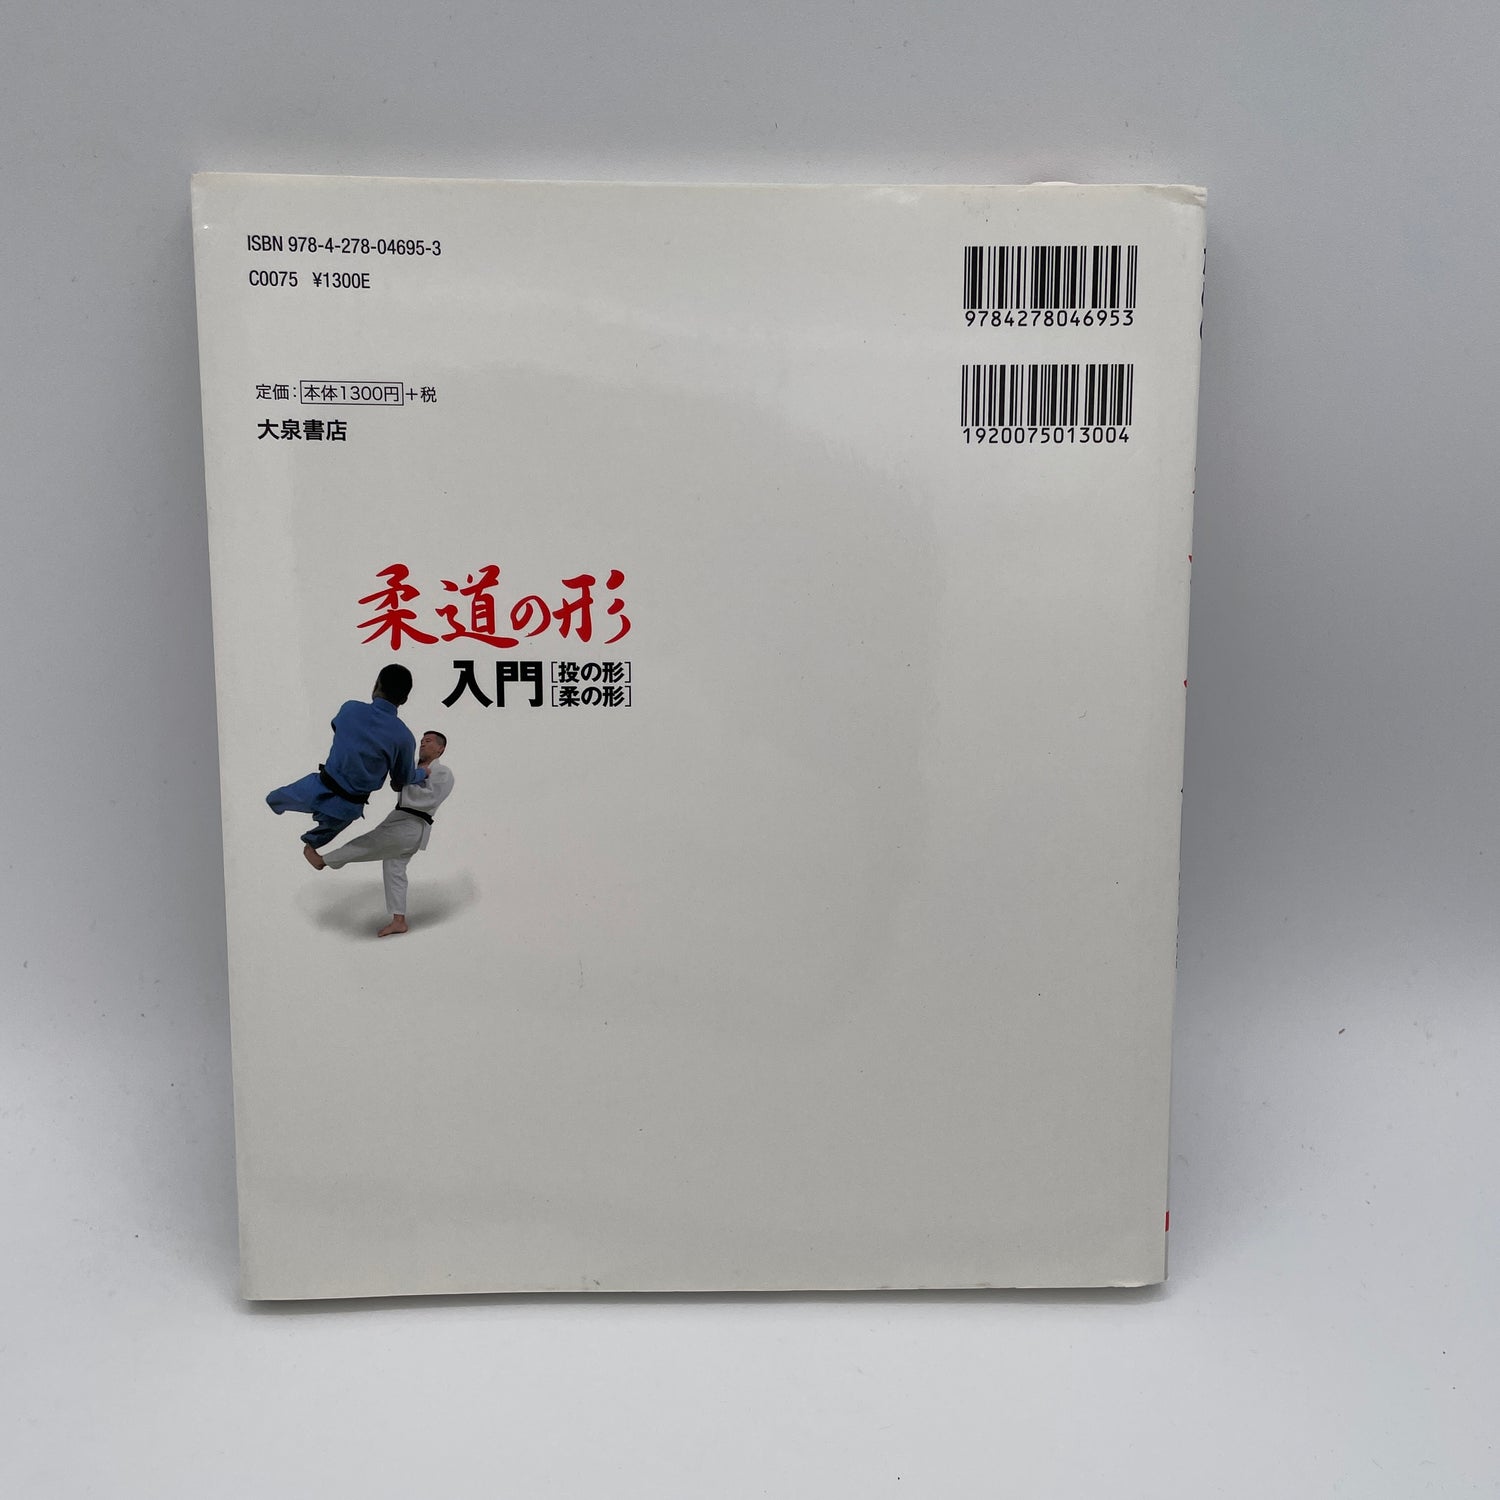 ISBN 978-4-278-04695-3
C0075 ¥1300E
9784278046953
定価：本体1300円＋税
大泉書店
1920075013004
柔道の形
入門［投の形］
［柔の形］